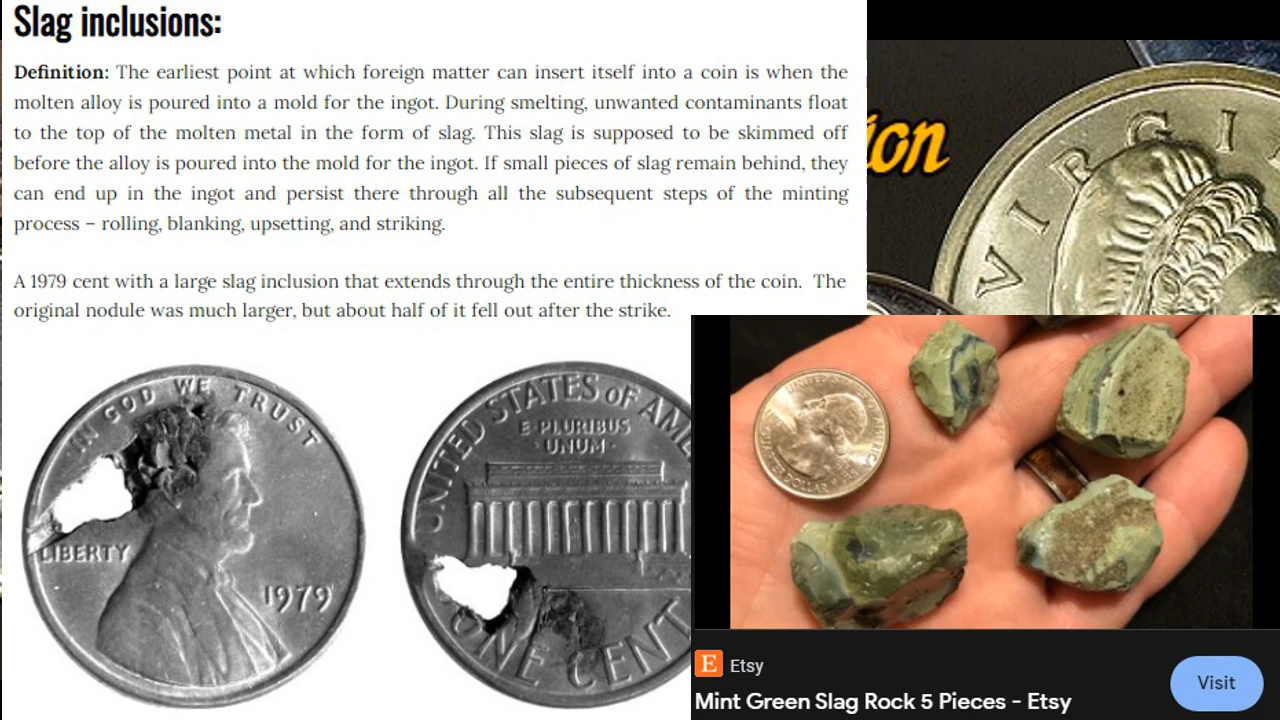 Slag inclusions:
Definition: The earliest point at which foreign matter can insert itself into a coin is when the
molten alloy is poured into a mold for the ingot. During smelting, unwanted contaminants float
to the top of the molten metal in the form of slag. This slag is supposed to be skimmed off
before the alloy is poured into the mold for the ingot. If small pieces of slag remain behind, they
can end up in the ingot and persist there through all the subsequent steps of the minting
process – rolling, blanking, upsetting, and striking.
A 1979 cent with a large slag inclusion that extends through the entire thickness of the coin. The
original nodule was much larger, but about half of it fell out after the strike.
IN GOD WE TRUST
LIBERTY
1979
UNITED STATES OF AME
E PLURIBUS
UNUM
ONE CENT
ion
VIRGI
E Etsy
Mint Green Slag Rock 5 Pieces - Etsy
Visit